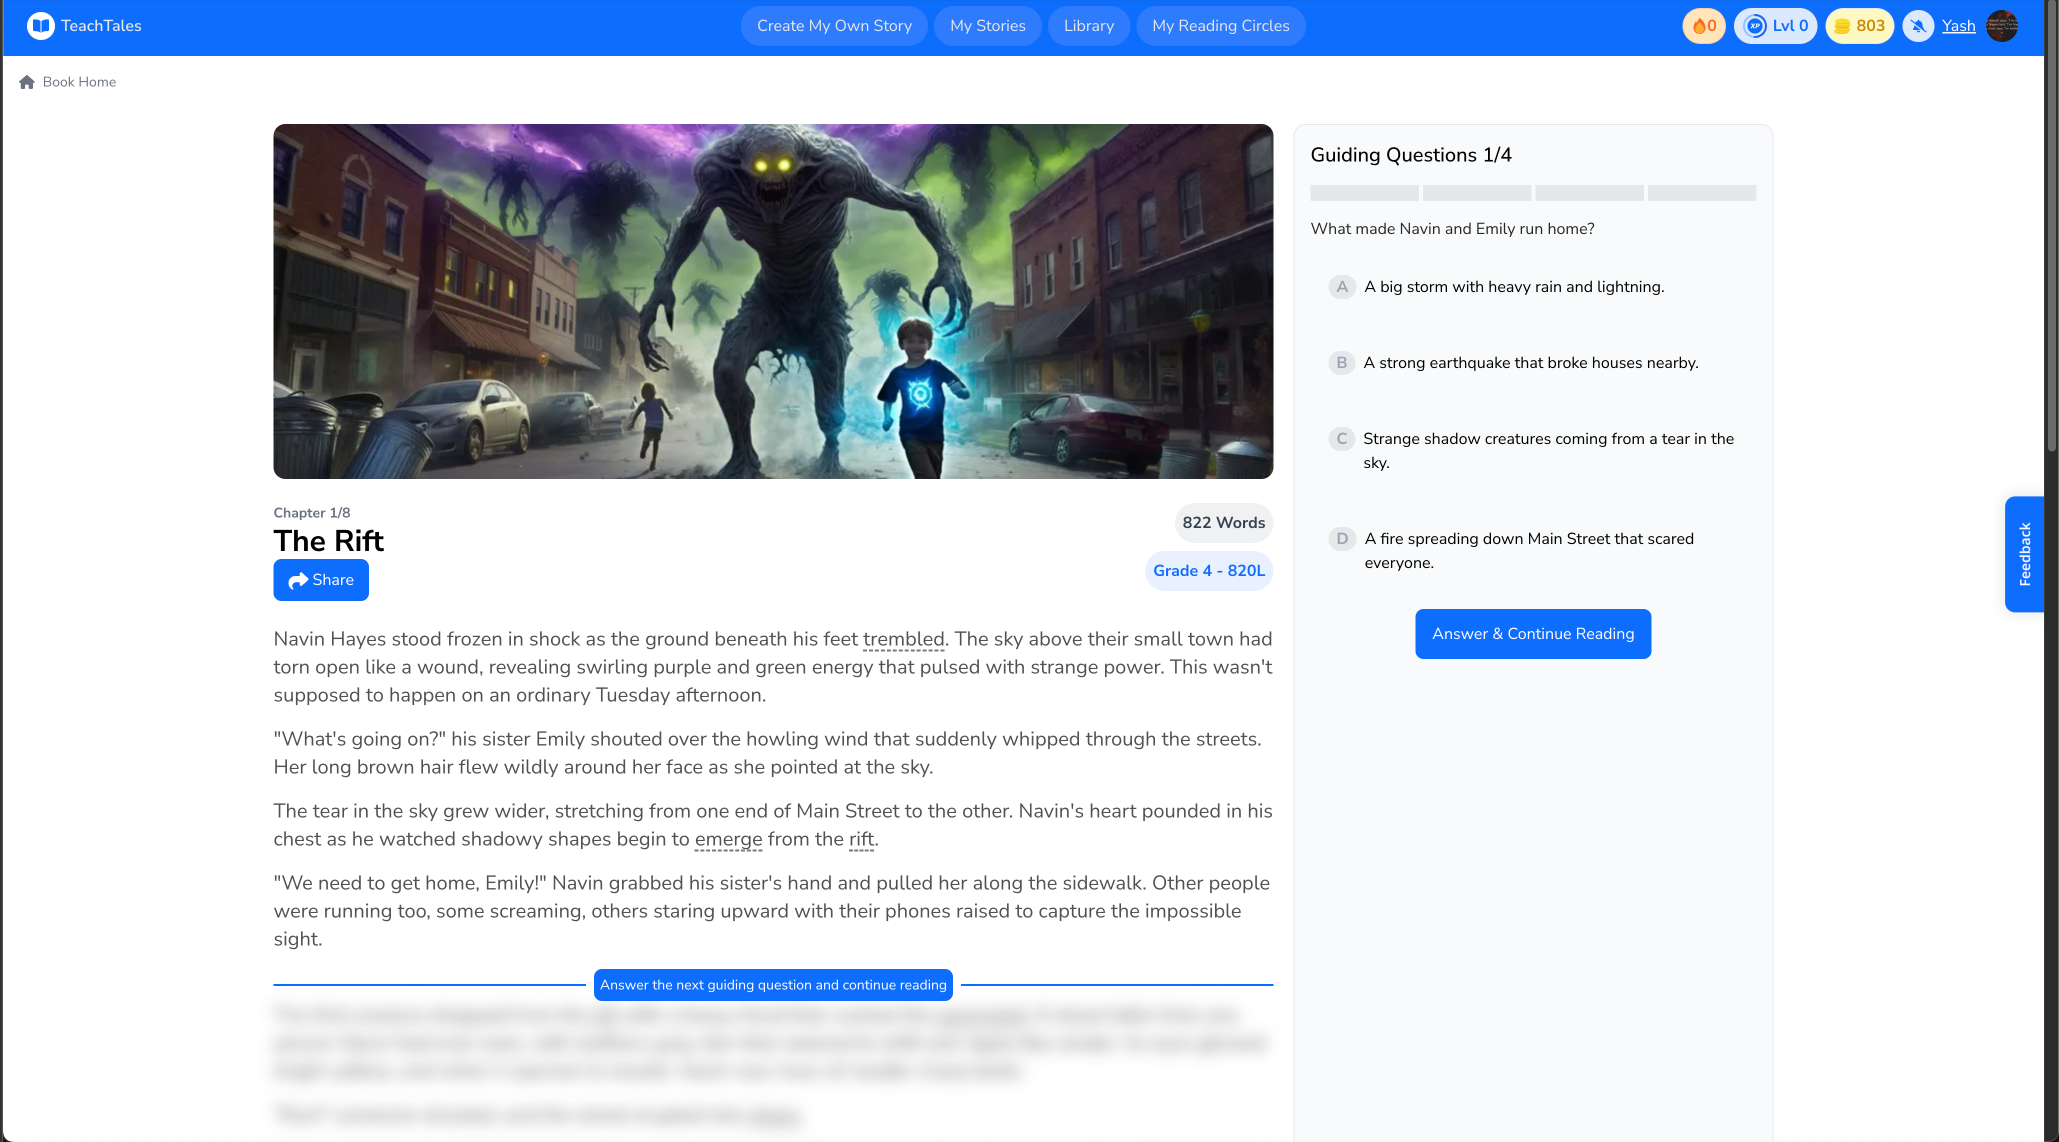 TeachTales
Create My Own Story
My Stories
Library
My Reading Circles
0
XP
Lvl 0
803
Yash
Book Home
Chapter 1/8
The Rift
Share
822 Words
Grade 4 - 820L
Navin Hayes stood frozen in shock as the ground beneath his feet trembled. The sky above their small town had
torn open like a wound, revealing swirling purple and green energy that pulsed with strange power. This wasn't
supposed to happen on an ordinary Tuesday afternoon.
"What's going on?" his sister Emily shouted over the howling wind that suddenly whipped through the streets.
Her long brown hair flew wildly around her face as she pointed at the sky.
The tear in the sky grew wider, stretching from one end of Main Street to the other. Navin's heart pounded in his
chest as he watched shadowy shapes begin to emerge from the rift.
"We need to get home, Emily!" Navin grabbed his sister's hand and pulled her along the sidewalk. Other people
were running too, some screaming, others staring upward with their phones raised to capture the impossible
sight.
Answer the next guiding question and continue reading
Guiding Questions 1/4
What made Navin and Emily run home?
A A big storm with heavy rain and lightning.
B A strong earthquake that broke houses nearby.
C Strange shadow creatures coming from a tear in the
sky.
D A fire spreading down Main Street that scared
everyone.
Answer & Continue Reading
Feedback